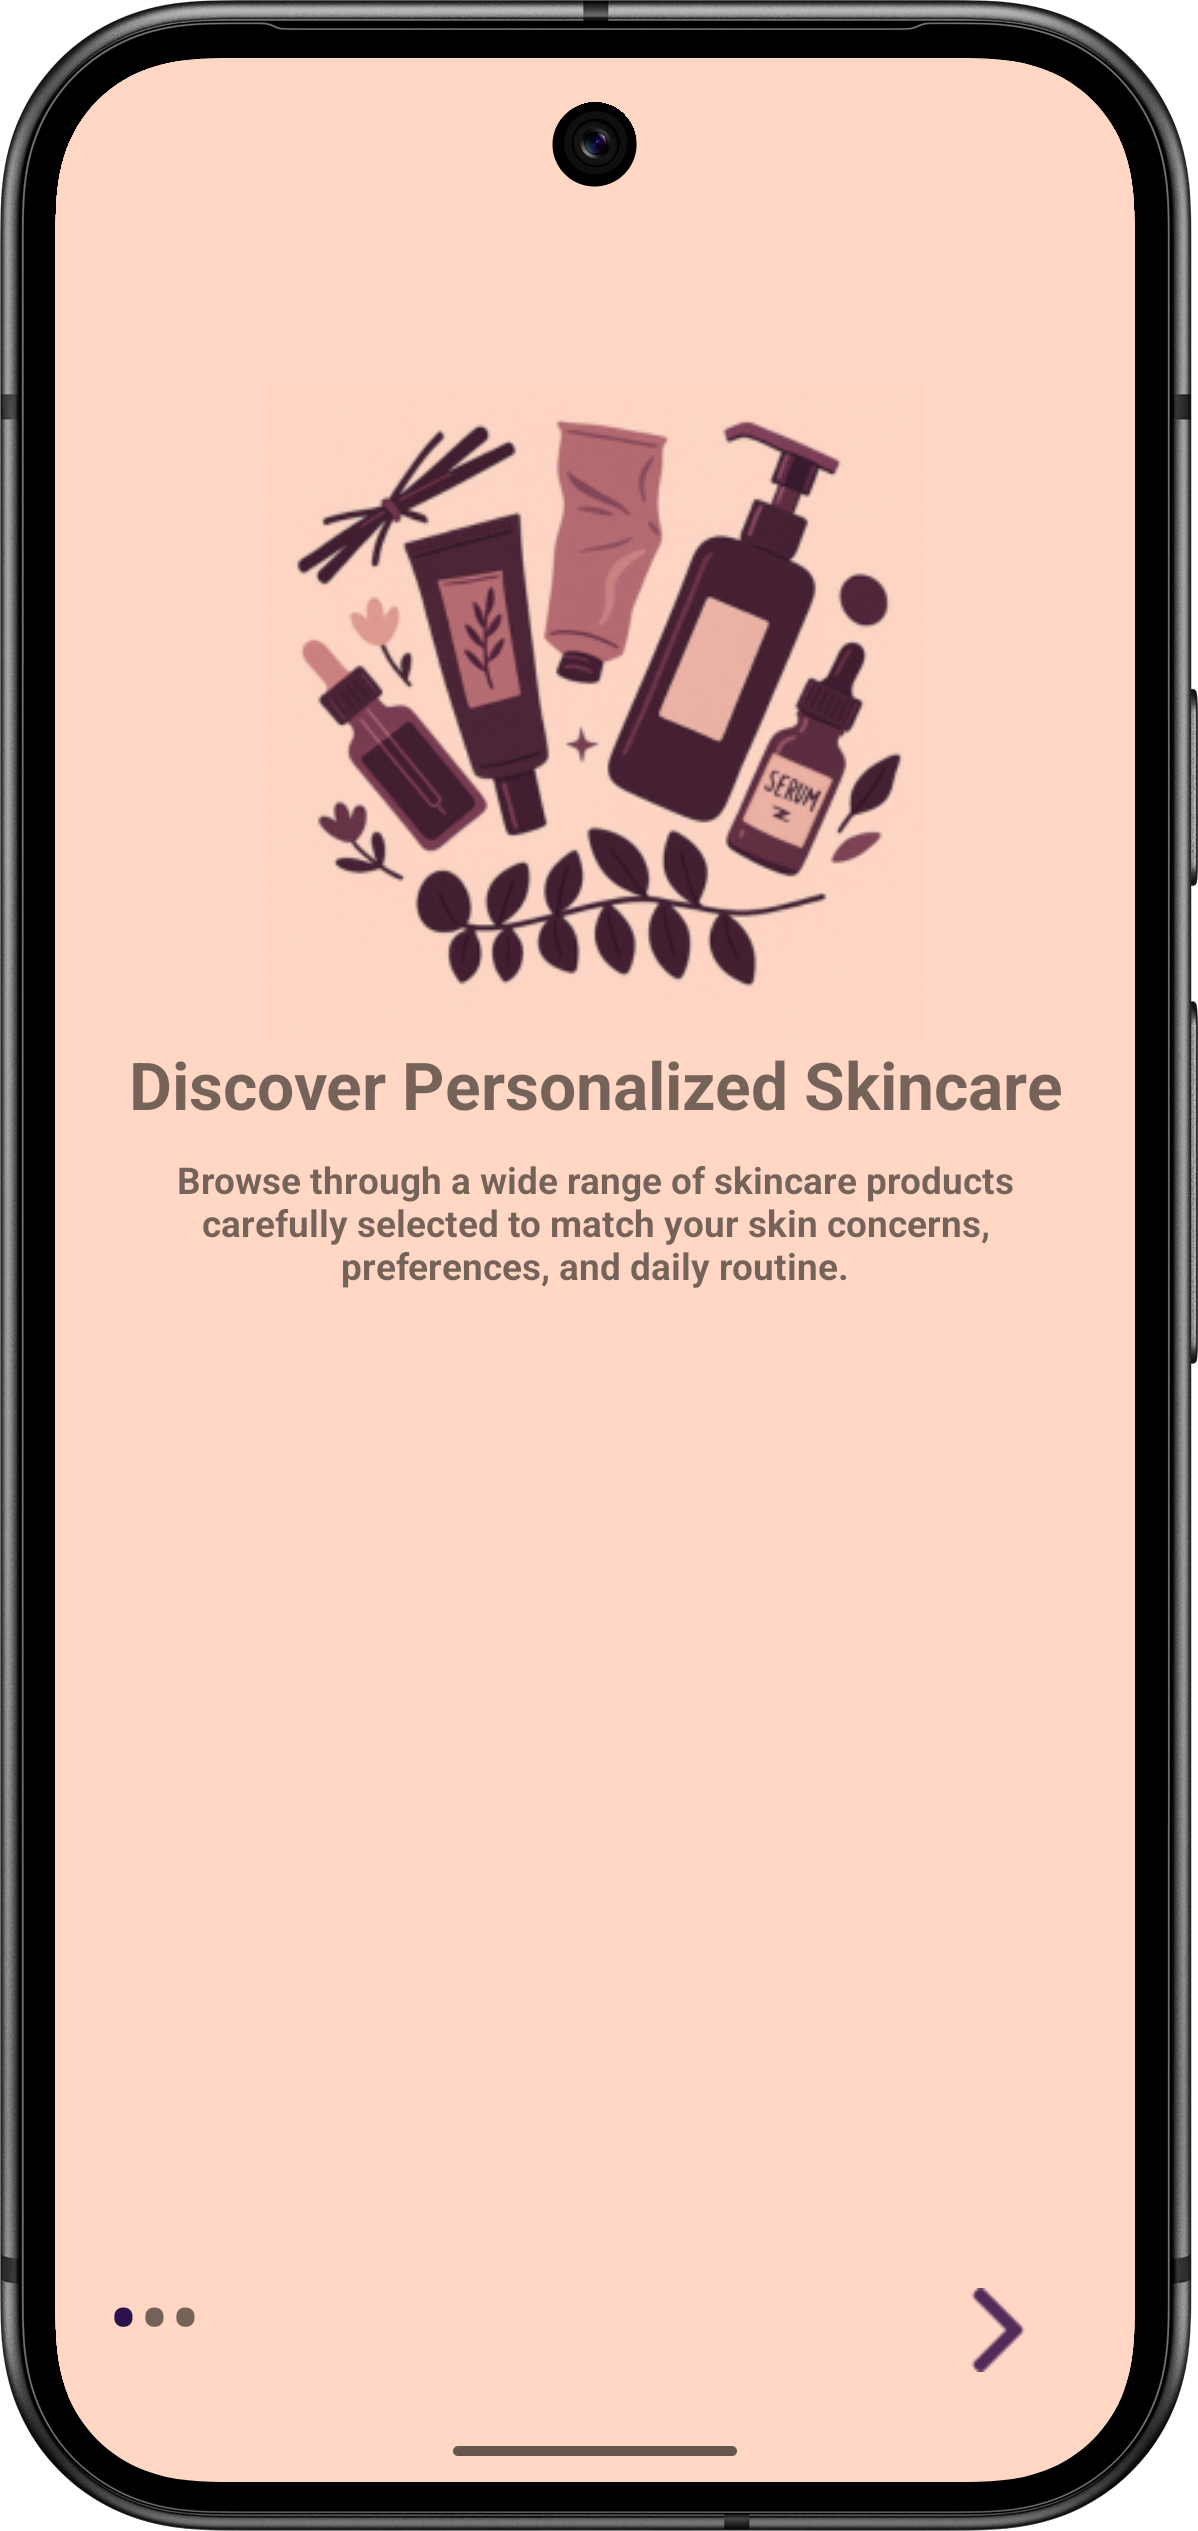 SERUM
Discover Personalized Skincare
Browse through a wide range of skincare products
carefully selected to match your skin concerns,
preferences, and daily routine.